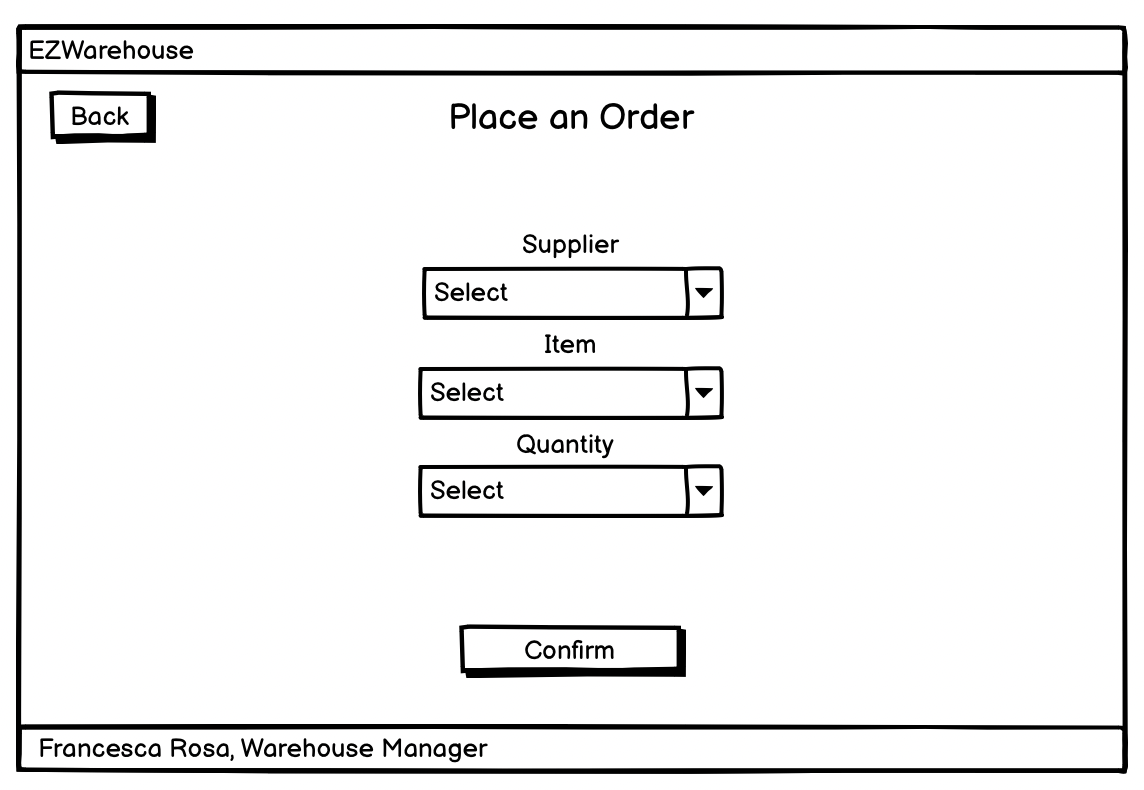 EZWarehouse
Back
Place an Order
Supplier
Select
Item
Select
Quantity
Select
Confirm
Francesca Rosa, Warehouse Manager